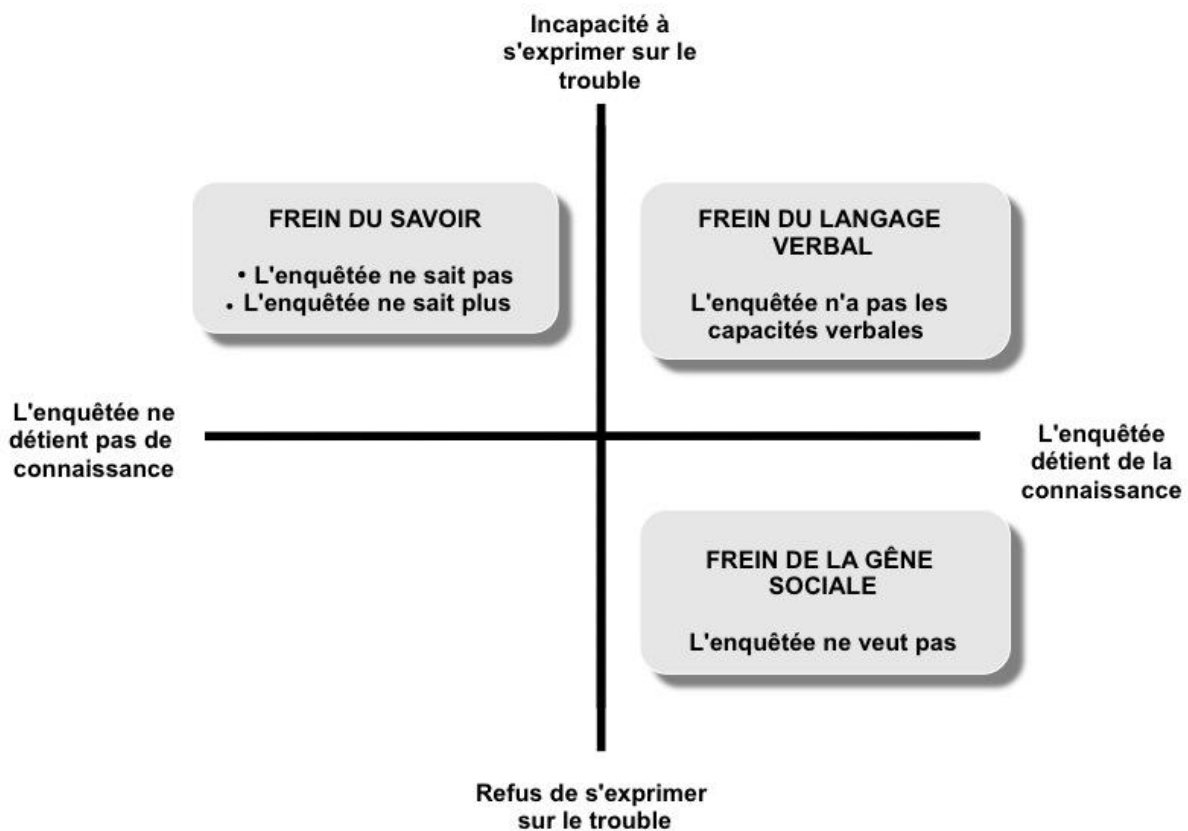 Incapacité à
s'exprimer sur le
trouble
FREIN DU SAVOIR
• L'enquêtée ne sait pas
• L'enquêtée ne sait plus
FREIN DU LANGAGE
VERBAL
L'enquêtée n'a pas les
capacités verbales
L'enquêtée ne
détient pas de
connaissance
L'enquêtée
détient de la
connaissance
FREIN DE LA GÊNE
SOCIALE
L'enquêtée ne veut pas
Refus de s'exprimer
sur le trouble